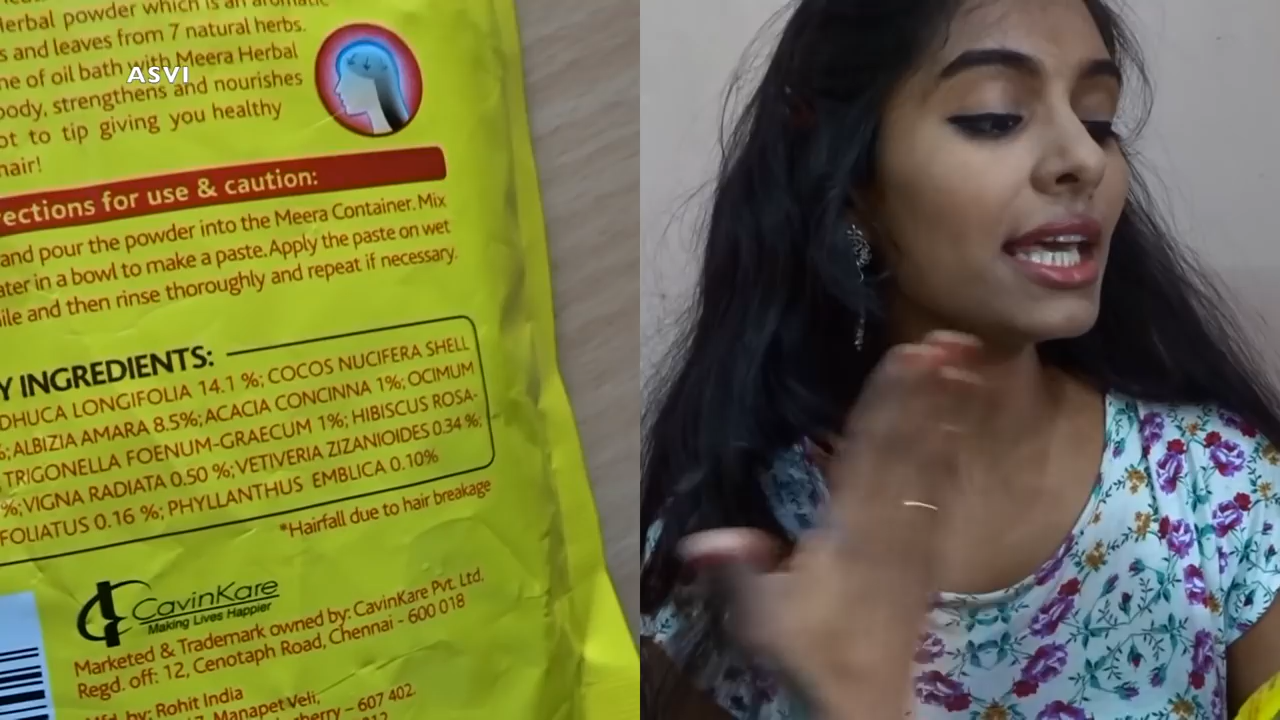 Herbal powder which is an aromatic
s and leaves from 7 natural herbs.
ne of oil bath with Meera Herbal
ASVI
body, strengthens and nourishes
ot to tip giving you healthy
hair!
rections for use & caution:
and pour the powder into the Meera Container. Mix
ater in a bowl to make a paste. Apply the paste on wet
ile and then rinse thoroughly and repeat if necessary.
Y INGREDIENTS:
DHUCA LONGIFOLIA 14.1 %; COCOS NUCIFERA SHELL
%; ALBIZIA AMARA 8.5%; ACACIA CONCINNA 1%; OCIMUM
TRIGONELLA FOENUM-GRAECUM 1%; HIBISCUS ROSA-
%; VIGNA RADIATA 0.50 %; VETIVERIA ZIZANIOIDES 0.34 %;
FOLIATUS 0.16 %; PHYLLANTHUS EMBLICA 0.10%
*Hairfall due to hair breakage
CavinKare
Making Lives Happier
Marketed & Trademark owned by: CavinKare Pvt. Ltd.
Regd. off: 12, Cenotaph Road, Chennai - 600 018
by: Rohit India
Manapet Veli,
– 607 402.